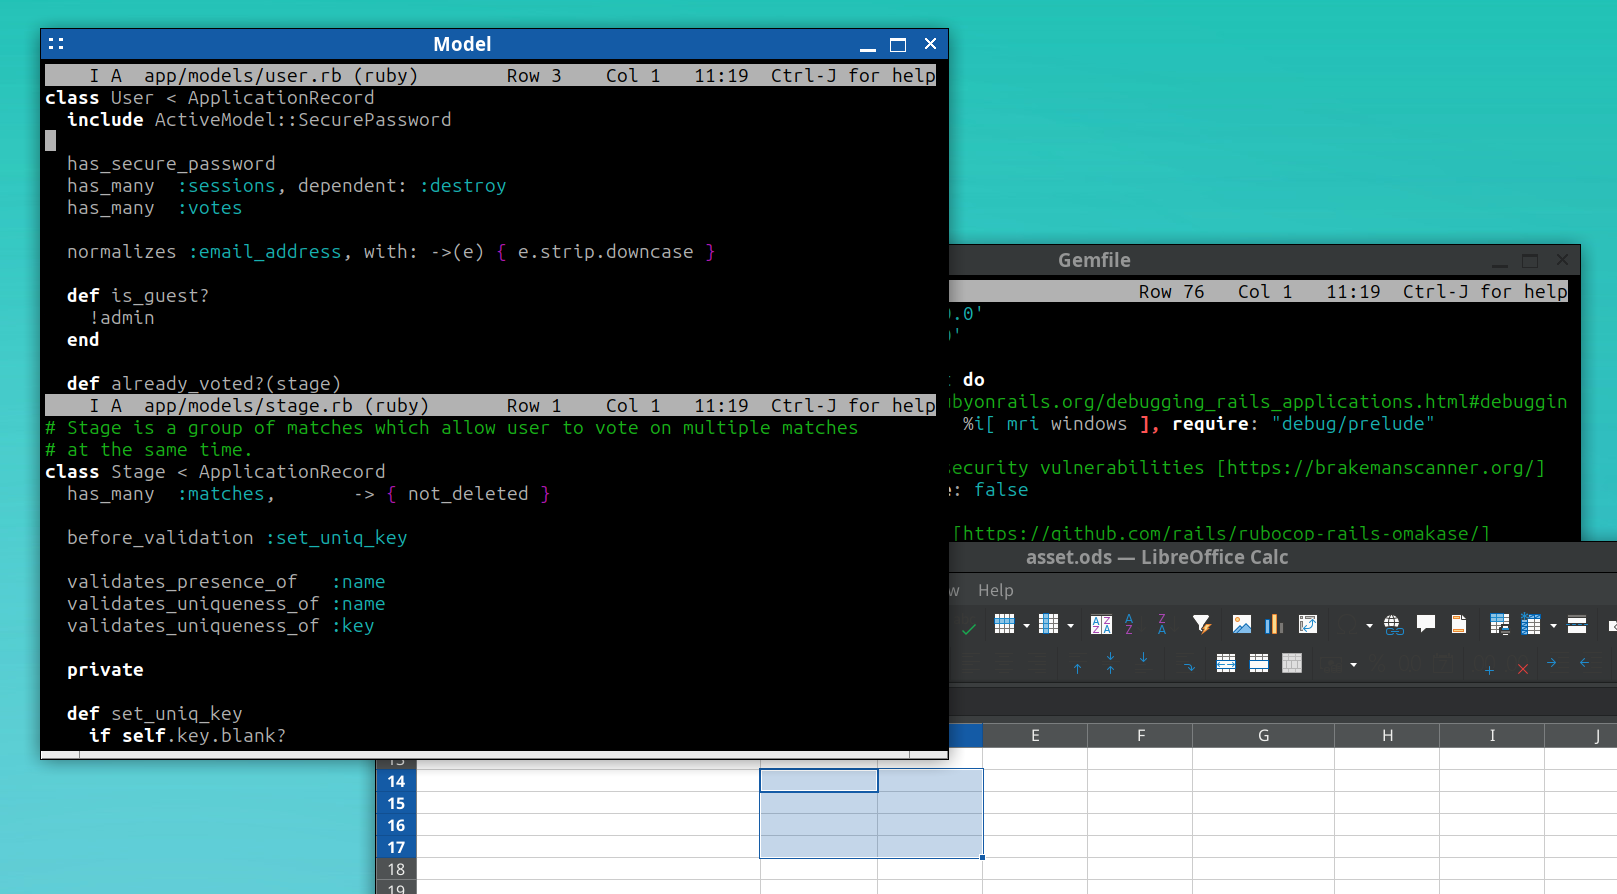 Model
I A  app/models/user.rb (ruby)        Row 3    Col 1   11:19  Ctrl-J for help
class User < ApplicationRecord
  include ActiveModel::SecurePassword

  has_secure_password
  has_many  :sessions, dependent: :destroy
  has_many  :votes

  normalizes :email_address, with: ->(e) { e.strip.downcase }

  def is_guest?
    !admin
  end

  def already_voted?(stage)
I A  app/models/stage.rb (ruby)       Row 1    Col 1   11:19  Ctrl-J for help
# Stage is a group of matches which allow user to vote on multiple matches
# at the same time.
class Stage < ApplicationRecord
  has_many  :matches,       -> { not_deleted }

  before_validation :set_uniq_key

  validates_presence_of   :name
  validates_uniqueness_of :name
  validates_uniqueness_of :key

  private

  def set_uniq_key
    if self.key.blank?
Gemfile
Row 76   Col 1   11:19  Ctrl-J for help
.0'
'
do
byonrails.org/debugging_rails_applications.html#debuggin
%i[ mri windows ], require: "debug/prelude"
security vulnerabilities [https://brakemanscanner.org/]
: false
[https://github.com/rails/rubocop-rails-omakase/]
asset.ods — LibreOffice Calc
w Help
E F G H I J
13
14
15
16
17
18
19